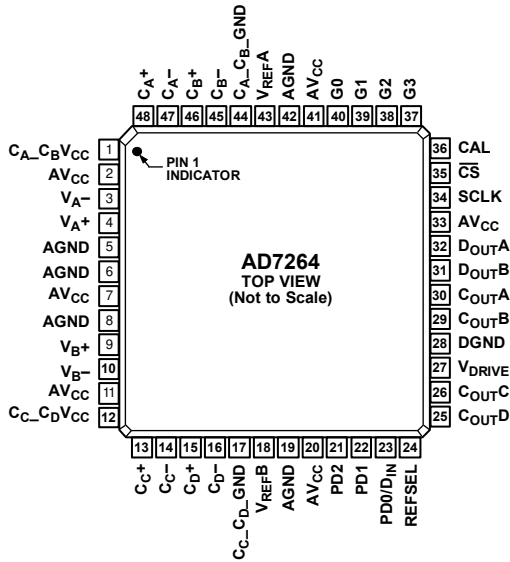 CA+
CA–
CB+
CB–
CA_CB_GND
VREFA
AGND
AVCC
G0
G1
G2
G3
48 47 46 45 44 43 42 41 40 39 38 37
CA_CBVCC 1
AVCC 2
VA– 3
VA+ 4
AGND 5
AGND 6
AVCC 7
AGND 8
VB+ 9
VB– 10
AVCC 11
CC_CDVCC 12
PIN 1
INDICATOR
AD7264
TOP VIEW
(Not to Scale)
36 CAL
35 C̅S̅
34 SCLK
33 AVCC
32 DOUTA
31 DOUTB
30 COUTA
29 COUTB
28 DGND
27 VDRIVE
26 COUTC
25 COUTD
13 14 15 16 17 18 19 20 21 22 23 24
CC+
CC–
CD+
CD–
CC_CD_GND
VREFB
AGND
AVCC
PD2
PD1
PD0/DIN
REFSEL